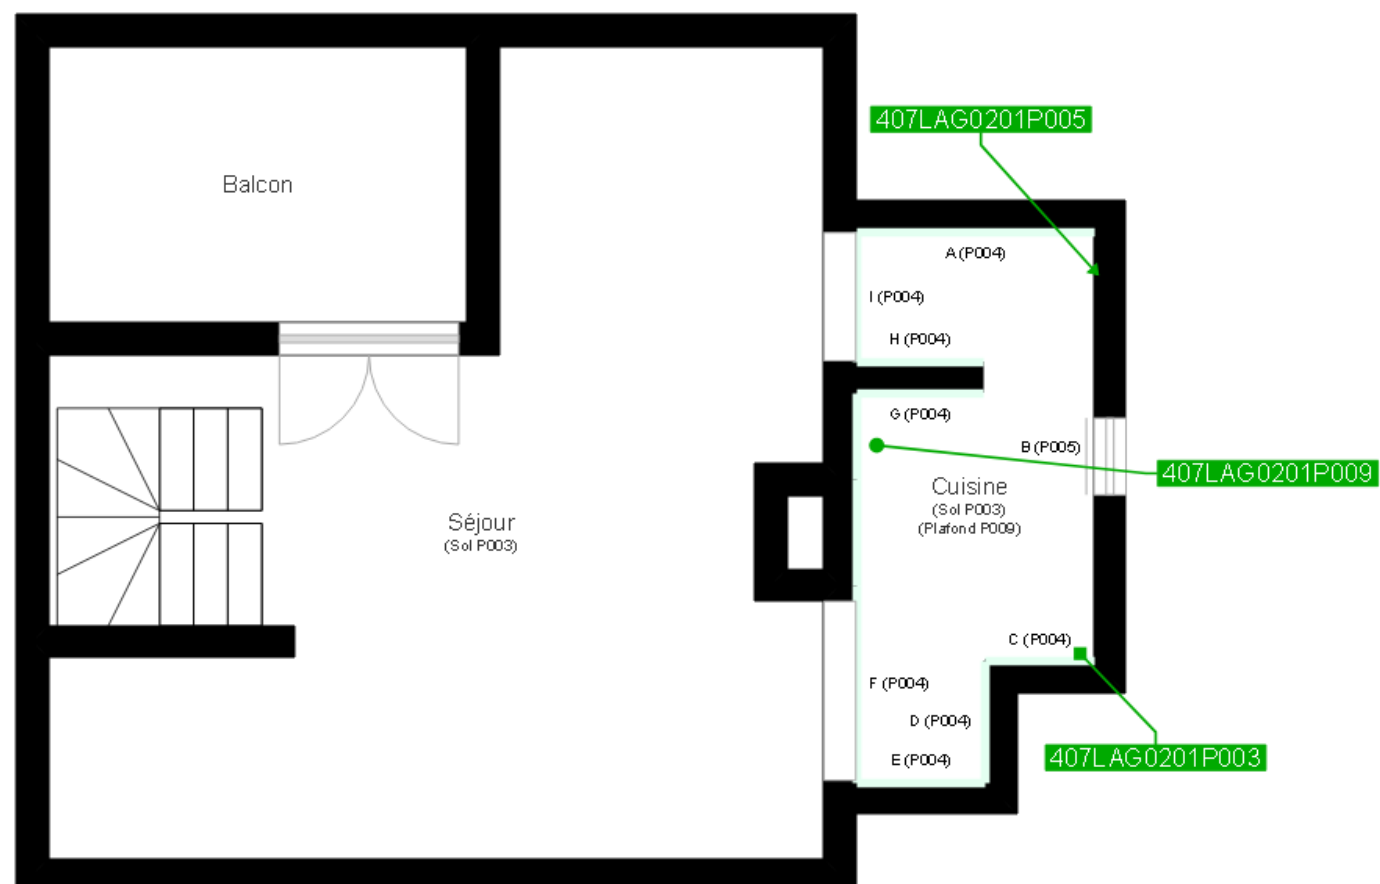 407LAG0201P005
Balcon
A (P004)
I (P004)
H (P004)
G (P004)
B (P005)
407LAG0201P009
Cuisine
(Sol P003)
(Plafond P009)
Séjour
(Sol P003)
C (P004)
F (P004)
D (P004)
E (P004)
407LAG0201P003